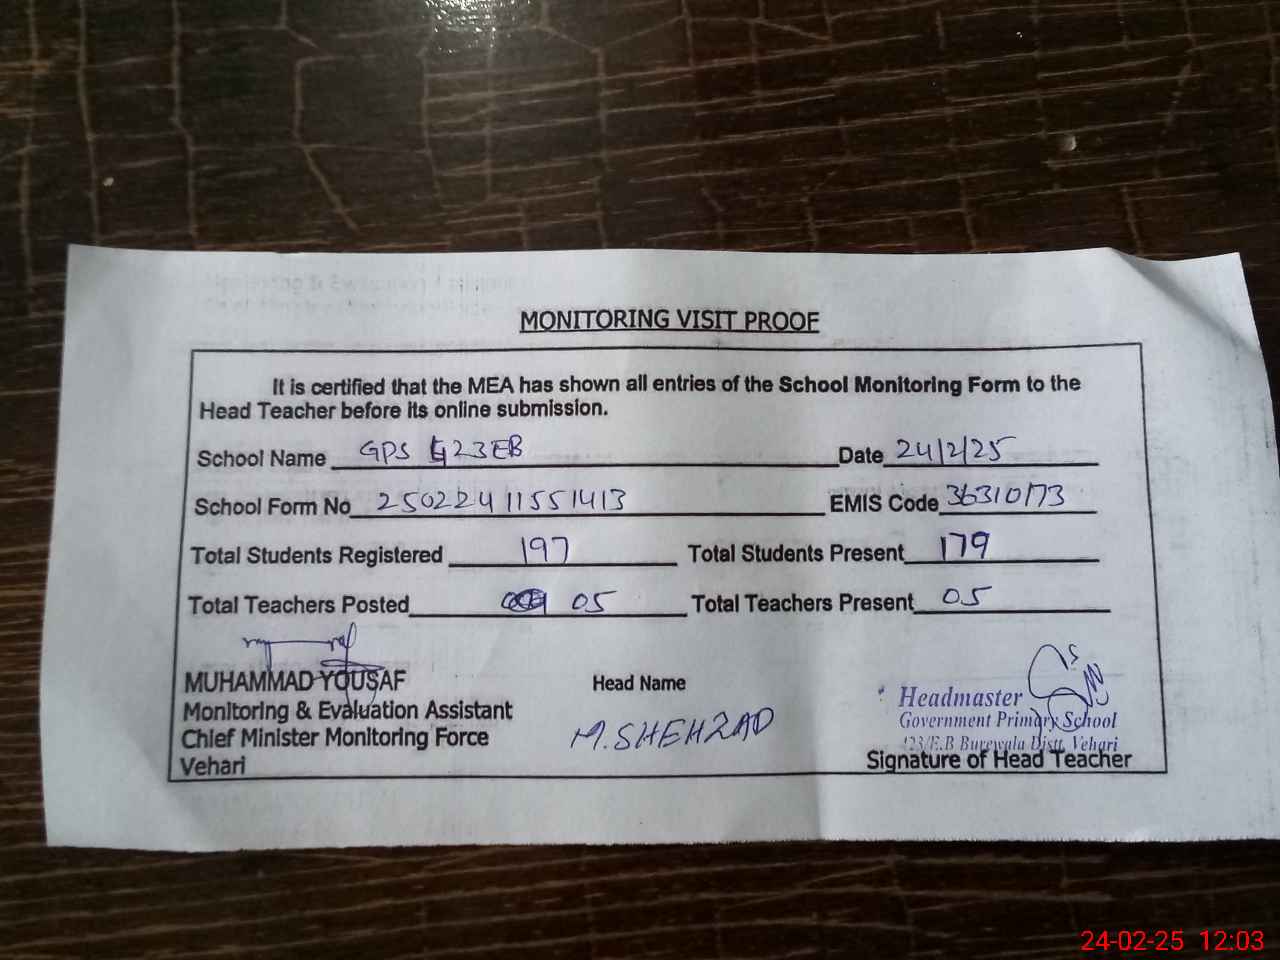 MONITORING VISIT PROOF
It is certified that the MEA has shown all entries of the School Monitoring Form to the
Head Teacher before its online submission.
School Name GPS 423EB Date 24/2/25
School Form No 25022411551413 EMIS Code 36310173
Total Students Registered 197 Total Students Present 179
Total Teachers Posted 05 Total Teachers Present 05
MUHAMMAD YOUSAF
Monitoring & Evaluation Assistant
Chief Minister Monitoring Force
Vehari
Head Name
M.SHEHZAD
Headmaster
Government Primary School
423/E.B Burewala Distt. Vehari
Signature of Head Teacher
24-02-25 12:03